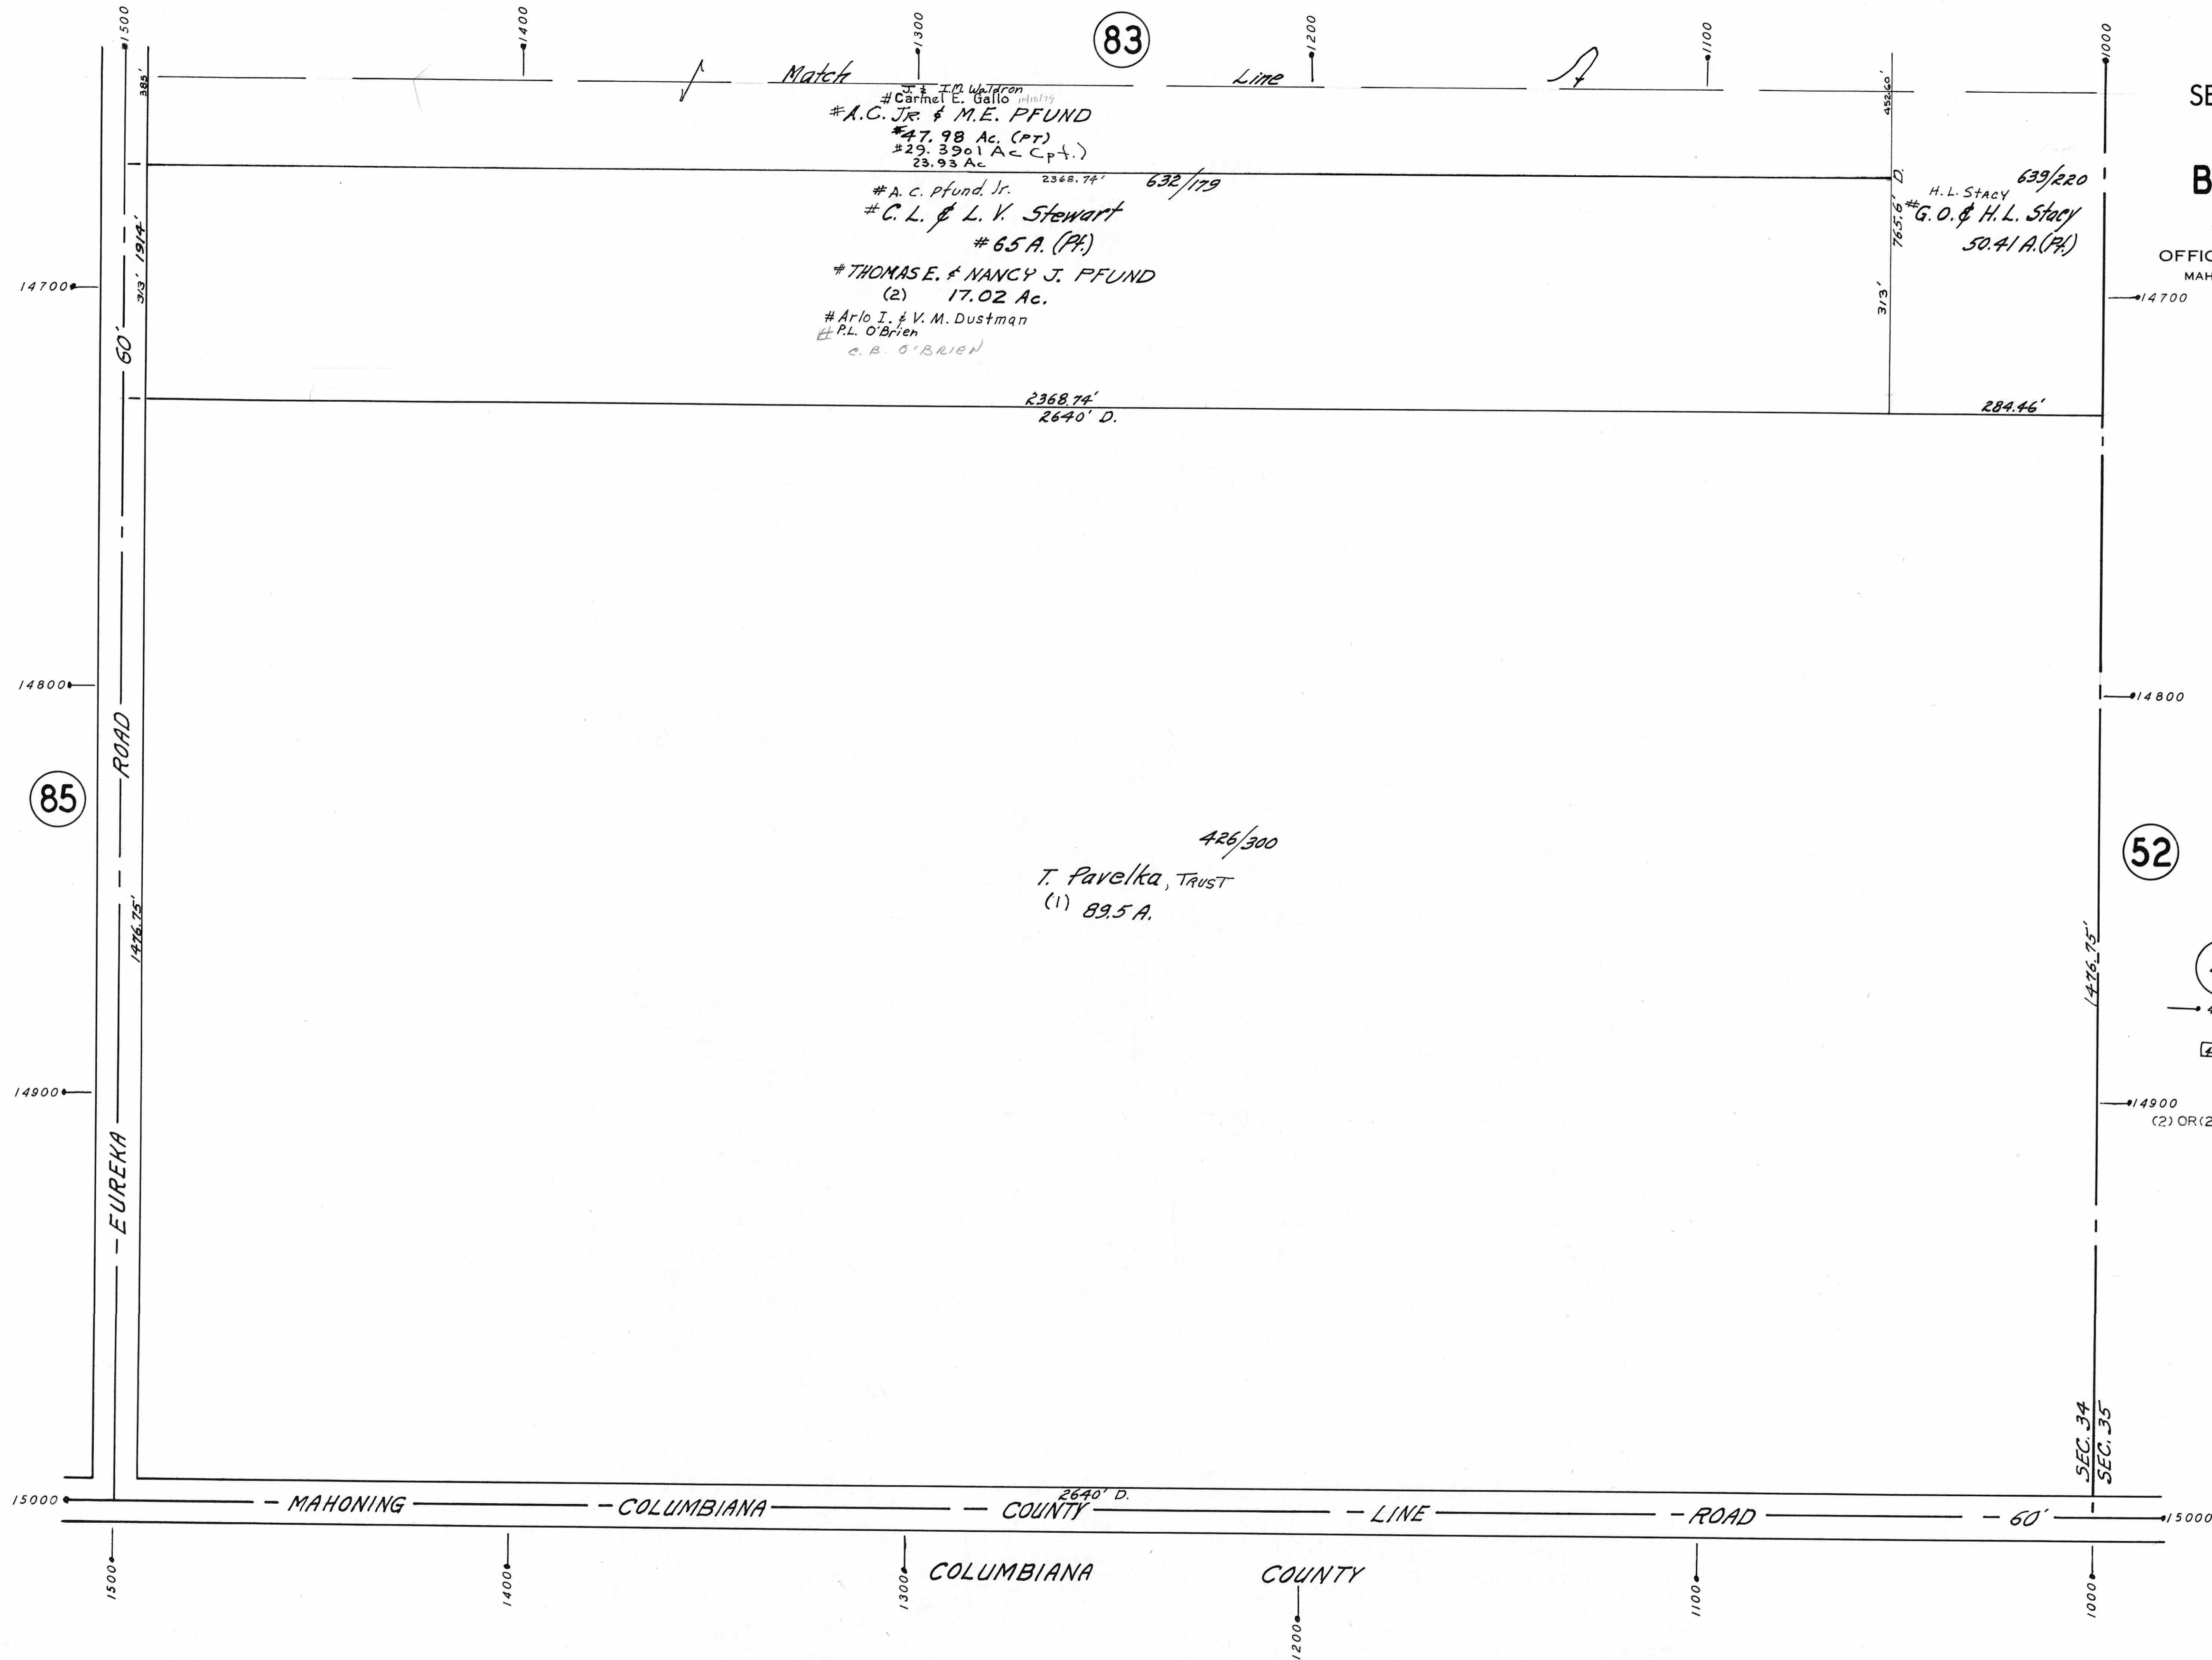 1500
1400
1300
83
1200
1100
1000
385'
Match Line
452.60'
SE
J. & I.M. Waldron
# Carmel E. Gallo 10/15/79
# A.C. JR. & M.E. PFUND
# 47.98 Ac. (PT)
# 29.3901 Ac (pt.)
23.93 Ac
2368.74'
632/179
639/220
B
# A. C. Pfund, Jr.
# C. L. & L. V. Stewart
# 65 A. (Pt.)
H. L. STACY
# G. O. & H. L. Stacy
50.41 A. (Pt.)
765.6' D.
313'
313' 1914'
OFFIC
MAH
# THOMAS E. & NANCY J. PFUND
(2) 17.02 Ac.
# Arlo I. & V. M. Dustman
# P.L. O'Brien
C. B. O'BRIEN
14700
14700
2368.74'
2640' D.
284.46'
14800
14800
85
426/300
T. Pavelka, TRUST
(1) 89.5 A.
52
1476.75'
1476.75'
14900
14900
(2) OR (2
EUREKA ROAD 60'
SEC. 34
SEC. 35
2640' D.
15000
MAHONING COLUMBIANA COUNTY LINE ROAD 60'
15000
COLUMBIANA COUNTY
1500
1400
1300
1200
1100
1000